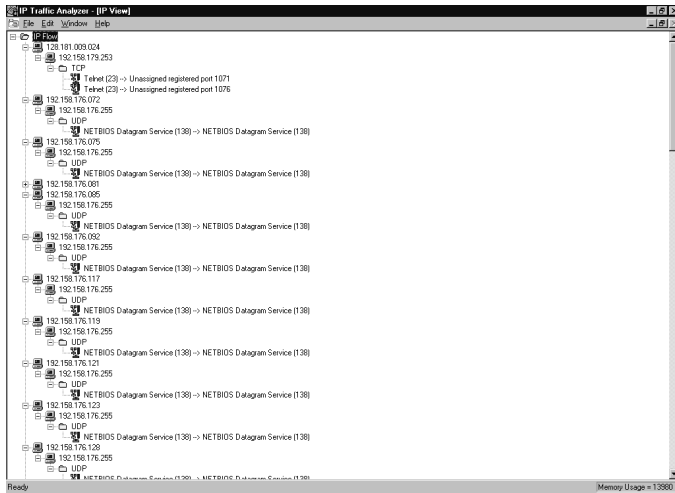 IP Traffic Analyzer - [IP View]
File Edit Window Help
IP Flow
128.181.009.024
192.158.179.253
TCP
Telnet (23) --> Unassigned registered port 1071
Telnet (23) --> Unassigned registered port 1076
192.158.176.072
192.158.176.255
UDP
NETBIOS Datagram Service (138) --> NETBIOS Datagram Service (138)
192.158.176.075
192.158.176.255
UDP
NETBIOS Datagram Service (138) --> NETBIOS Datagram Service (138)
192.158.176.081
192.158.176.085
192.158.176.255
UDP
NETBIOS Datagram Service (138) --> NETBIOS Datagram Service (138)
192.158.176.092
192.158.176.255
UDP
NETBIOS Datagram Service (138) --> NETBIOS Datagram Service (138)
192.158.176.117
192.158.176.255
UDP
NETBIOS Datagram Service (138) --> NETBIOS Datagram Service (138)
192.158.176.119
192.158.176.255
UDP
NETBIOS Datagram Service (138) --> NETBIOS Datagram Service (138)
192.158.176.121
192.158.176.255
UDP
NETBIOS Datagram Service (138) --> NETBIOS Datagram Service (138)
192.158.176.123
192.158.176.255
UDP
NETBIOS Datagram Service (138) --> NETBIOS Datagram Service (138)
192.158.176.128
192.158.176.255
UDP
NETBIOS Datagram Service (138) --> NETBIOS Datagram Service (138)
Ready Memory Usage = 13980